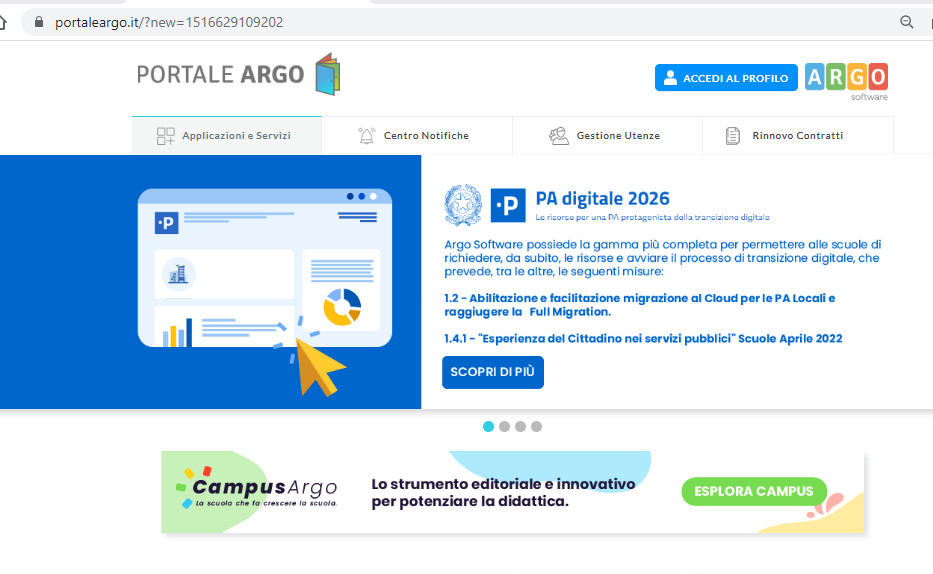 portaleargo.it/?new=1516629109202
PORTALE ARGO
ACCEDI AL PROFILO
ARGO
software
Applicazioni e Servizi
Centro Notifiche
Gestione Utenze
Rinnovo Contratti
PA digitale 2026
Le risorse per una PA protagonista della transizione digitale
Argo Software possiede la gamma più completa per permettere alle scuole di
richiedere, da subito, le risorse e avviare il processo di transizione digitale, che
prevede, tra le altre, le seguenti misure:
1.2 - Abilitazione e facilitazione migrazione al Cloud per le PA Locali e
raggiugere la Full Migration.
1.4.1 - "Esperienza del Cittadino nei servizi pubblici" Scuole Aprile 2022
SCOPRI DI PIÙ
·P
·P
CampusArgo
la scuola che fa crescere la scuola.
Lo strumento editoriale e innovativo
per potenziare la didattica.
ESPLORA CAMPUS